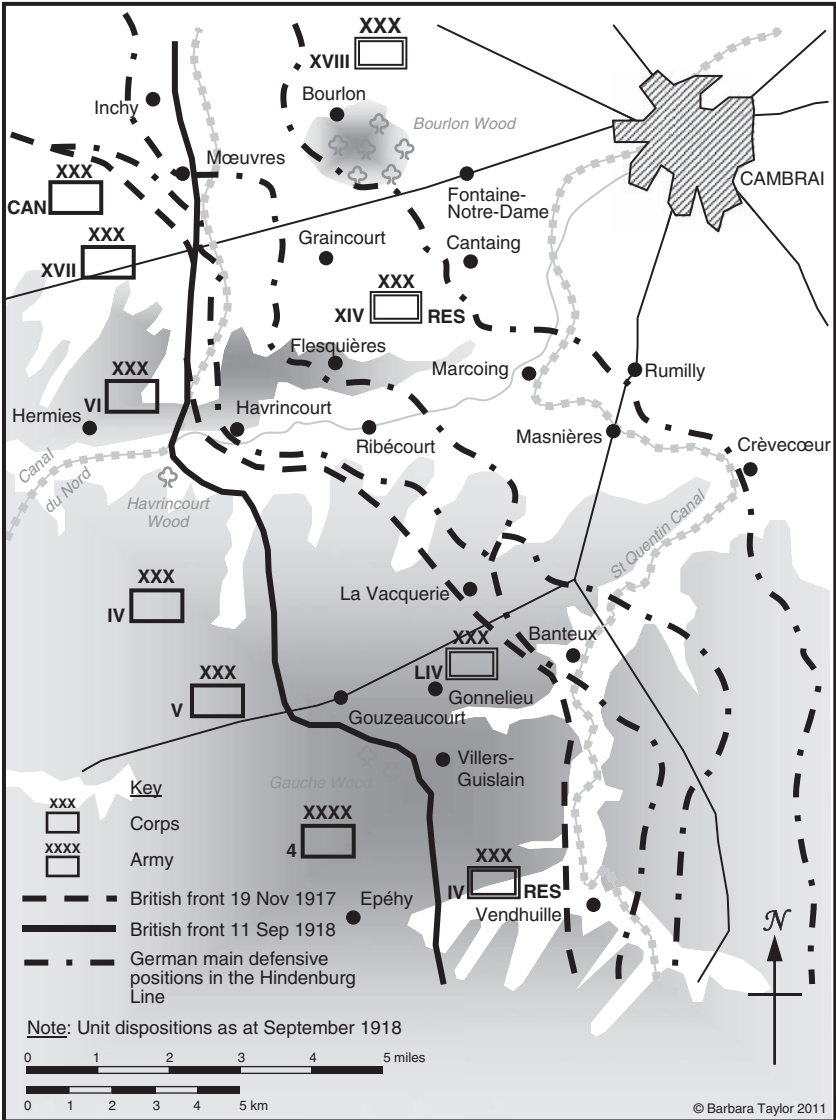 XXX
XVIII
Inchy
Bourlon
Bourlon Wood
Mœuvres
XXX
CAN
Fontaine-
Notre-Dame
CAMBRAI
XXX
XVII
Graincourt
Cantaing
XXX
XIV RES
Flesquières
Marcoing
Rumilly
XXX
VI
Hermies
Havrincourt
Ribécourt
Masnières
Crèvecœur
Canal
du Nord
Havrincourt
Wood
St Quentin Canal
XXX
IV
La Vacquerie
Banteux
XXX
LIV
Gonnelieu
XXX
V
Gouzeaucourt
Villers-
Guislain
Gauche Wood
XXXX
4
XXX
IV RES
Epéhy
Vendhuille
Key
XXX
Corps
XXXX
Army
British front 19 Nov 1917
British front 11 Sep 1918
German main defensive
positions in the Hindenburg
Line
N
Note: Unit dispositions as at September 1918
0 1 2 3 4 5 miles
0 1 2 3 4 5 km
© Barbara Taylor 2011